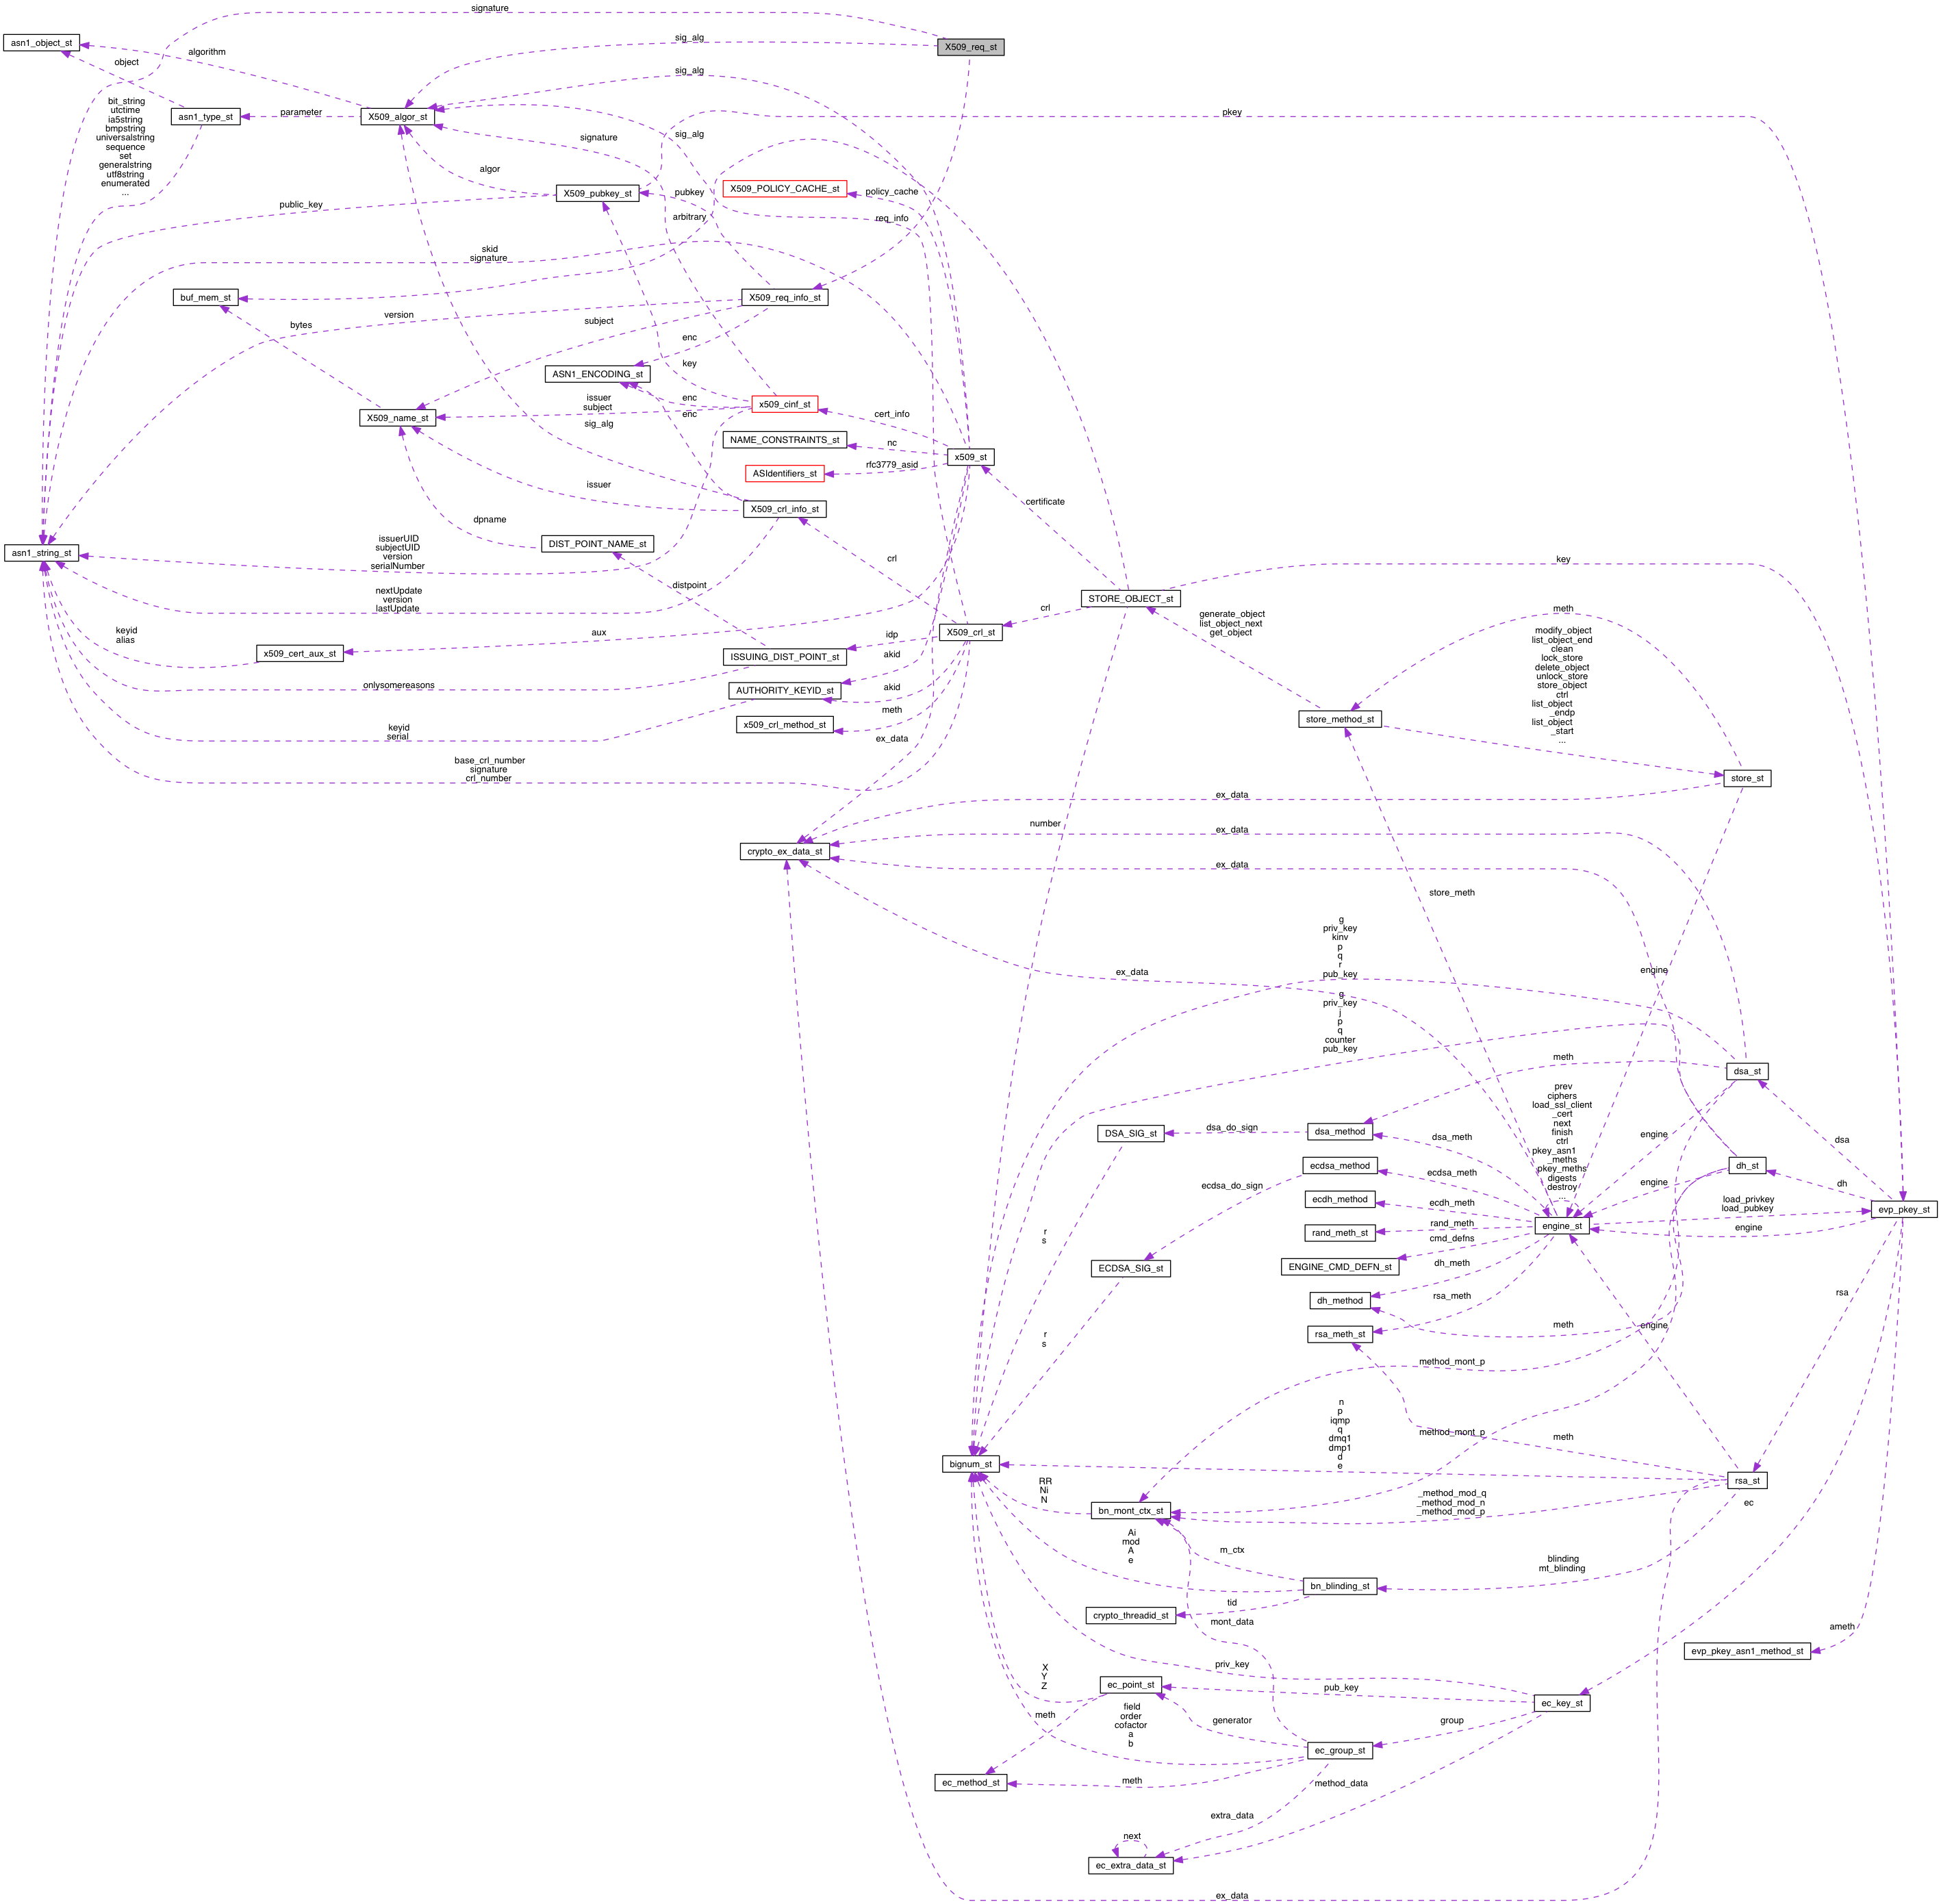 signature
asn1_object_st
X509_req_st
sig_alg
algorithm
object
sig_alg
bit_string
utctime
ia5string
bmpstring
universalstring
sequence
set
generalstring
utf8string
enumerated
...
asn1_type_st
parameter
X509_algor_st
pkey
signature
sig_alg
algor
X509_pubkey_st
pubkey
X509_POLICY_CACHE_st
policy_cache
public_key
arbitrary
req_info
skid
signature
buf_mem_st
X509_req_info_st
bytes
version
subject
enc
key
ASN1_ENCODING_st
issuer
subject
enc
x509_cinf_st
enc
X509_name_st
sig_alg
cert_info
NAME_CONSTRAINTS_st
nc
x509_st
ASIdentifiers_st
rfc3779_asid
issuer
X509_crl_info_st
certificate
dpname
DIST_POINT_NAME_st
asn1_string_st
issuerUID
subjectUID
version
serialNumber
crl
key
distpoint
nextUpdate
version
lastUpdate
STORE_OBJECT_st
crl
generate_object
list_object_next
get_object
meth
keyid
alias
aux
idp
X509_crl_st
x509_cert_aux_st
ISSUING_DIST_POINT_st
akid
modify_object
list_object_end
clean
lock_store
delete_object
unlock_store
store_object
ctrl
list_object
_endp
list_object
_start
...
onlysomereasons
AUTHORITY_KEYID_st
akid
meth
x509_crl_method_st
store_method_st
keyid
serial
ex_data
base_crl_number
signature
crl_number
store_st
ex_data
number
ex_data
crypto_ex_data_st
ex_data
store_meth
g
priv_key
kinv
p
q
r
pub_key
ex_data
engine
g
priv_key
j
p
q
counter
pub_key
meth
dsa_st
prev
ciphers
load_ssl_client
_cert
next
finish
ctrl
pkey_asn1
_meths
pkey_meths
digests
destroy
...
DSA_SIG_st
dsa_do_sign
dsa_method
dsa_meth
engine
dsa
ecdsa_method
ecdsa_meth
dh_st
ecdsa_do_sign
ecdh_method
ecdh_meth
engine
dh
load_privkey
load_pubkey
evp_pkey_st
rand_meth_st
rand_meth
engine_st
engine
r
s
cmd_defns
ECDSA_SIG_st
ENGINE_CMD_DEFN_st
dh_meth
dh_method
rsa_meth
rsa
r
s
rsa_meth_st
meth
engine
method_mont_p
n
p
iqmp
q
dmq1
dmp1
d
e
method_mont_p
meth
bignum_st
rsa_st
RR
Ni
N
bn_mont_ctx_st
_method_mod_q
_method_mod_n
_method_mod_p
ec
Ai
mod
A
e
m_ctx
blinding
mt_blinding
bn_blinding_st
tid
crypto_threadid_st
mont_data
ameth
evp_pkey_asn1_method_st
X
Y
Z
priv_key
ec_point_st
pub_key
ec_key_st
meth
field
order
cofactor
a
b
generator
group
ec_group_st
ec_method_st
meth
method_data
extra_data
next
ec_extra_data_st
ex_data